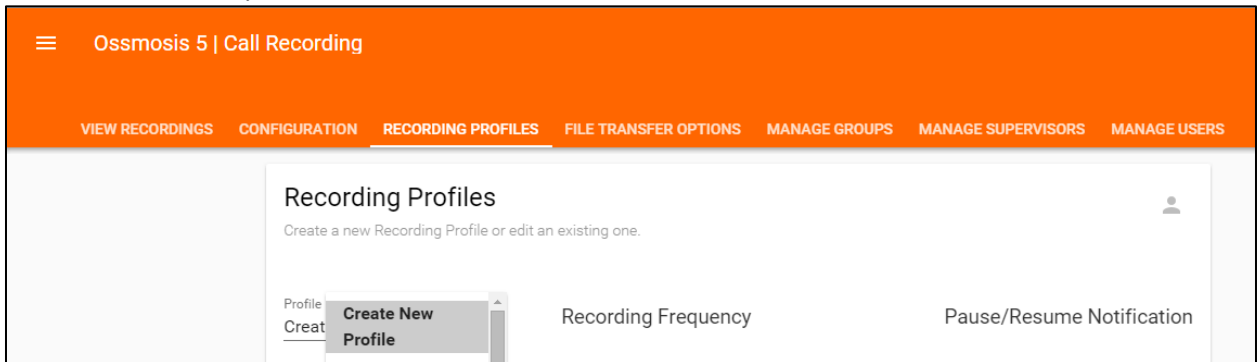 Ossmosis 5 | Call Recording
VIEW RECORDINGS CONFIGURATION RECORDING PROFILES FILE TRANSFER OPTIONS MANAGE GROUPS MANAGE SUPERVISORS MANAGE USERS
Recording Profiles
Create a new Recording Profile or edit an existing one.
Profile
Creat
Create New
Profile
Recording Frequency
Pause/Resume Notification